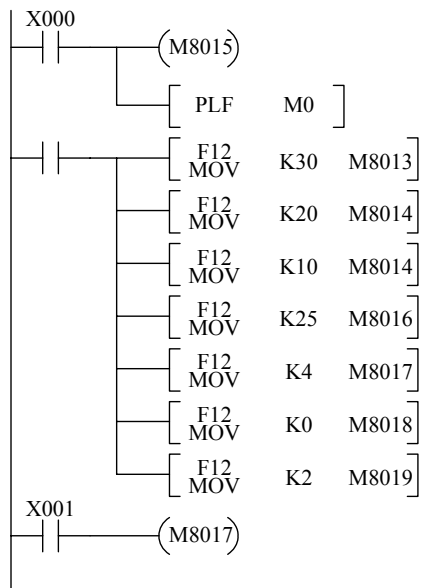 X000
M8015
PLF M0
F12
MOV K30 M8013
F12
MOV K20 M8014
F12
MOV K10 M8014
F12
MOV K25 M8016
F12
MOV K4 M8017
F12
MOV K0 M8018
F12
MOV K2 M8019
X001
M8017